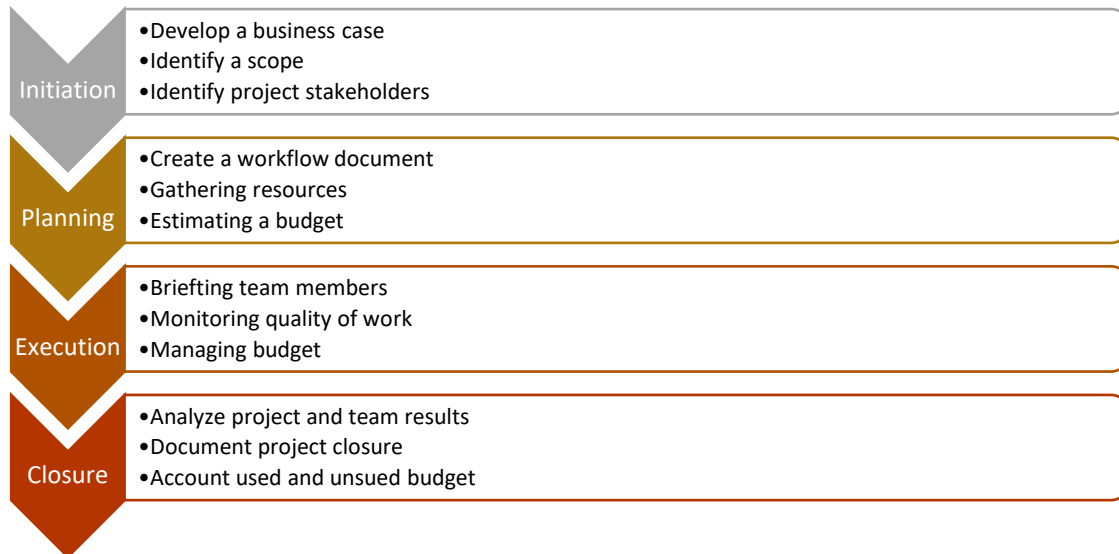 Initiation
•Develop a business case
•Identify a scope
•Identify project stakeholders
Planning
•Create a workflow document
•Gathering resources
•Estimating a budget
Execution
•Briefting team members
•Monitoring quality of work
•Managing budget
Closure
•Analyze project and team results
•Document project closure
•Account used and unsued budget